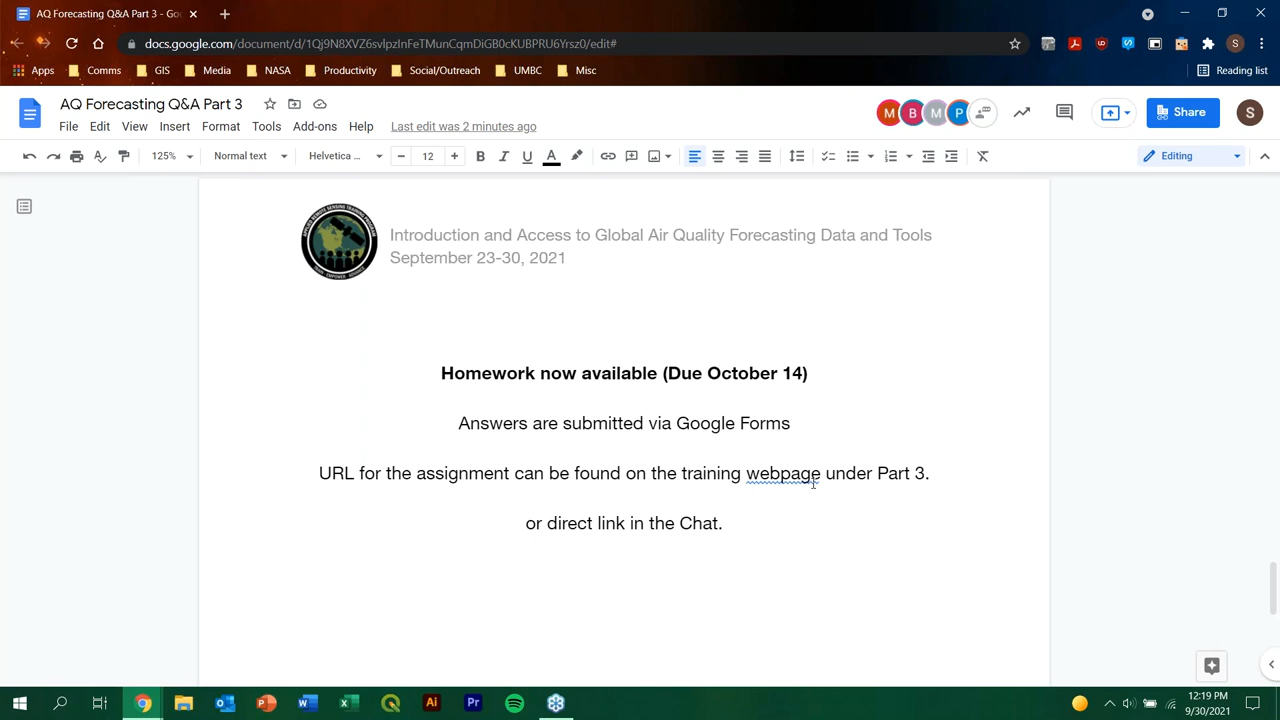 AQ Forecasting Q&A Part 3 - Go
docs.google.com/document/d/1Qj9N8XVZ6svlpzInFeTMunCqmDiGB0cKUBPRU6Yrsz0/edit#
Apps Comms GIS Media NASA Productivity Social/Outreach UMBC Misc Reading list
AQ Forecasting Q&A Part 3
M B M P Share S
File Edit View Insert Format Tools Add-ons Help Last edit was 2 minutes ago
125% Normal text Helvetica ... 12 B I U A Editing
Introduction and Access to Global Air Quality Forecasting Data and Tools
September 23-30, 2021
Homework now available (Due October 14)
Answers are submitted via Google Forms
URL for the assignment can be found on the training webpage under Part 3.
or direct link in the Chat.
12:19 PM
9/30/2021